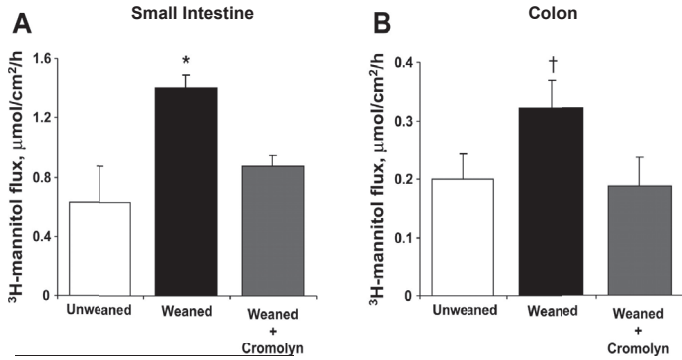 A
Small Intestine
³H-mannitol flux, µmol/cm²/h
1.6
1.2
0.8
0.4
0
*
Unweaned
Weaned
Weaned
+
Cromolyn
B
Colon
³H-mannitol flux, µmol/cm²/h
0.4
0.3
0.2
0.1
0
†
Unweaned
Weaned
Weaned
+
Cromolyn